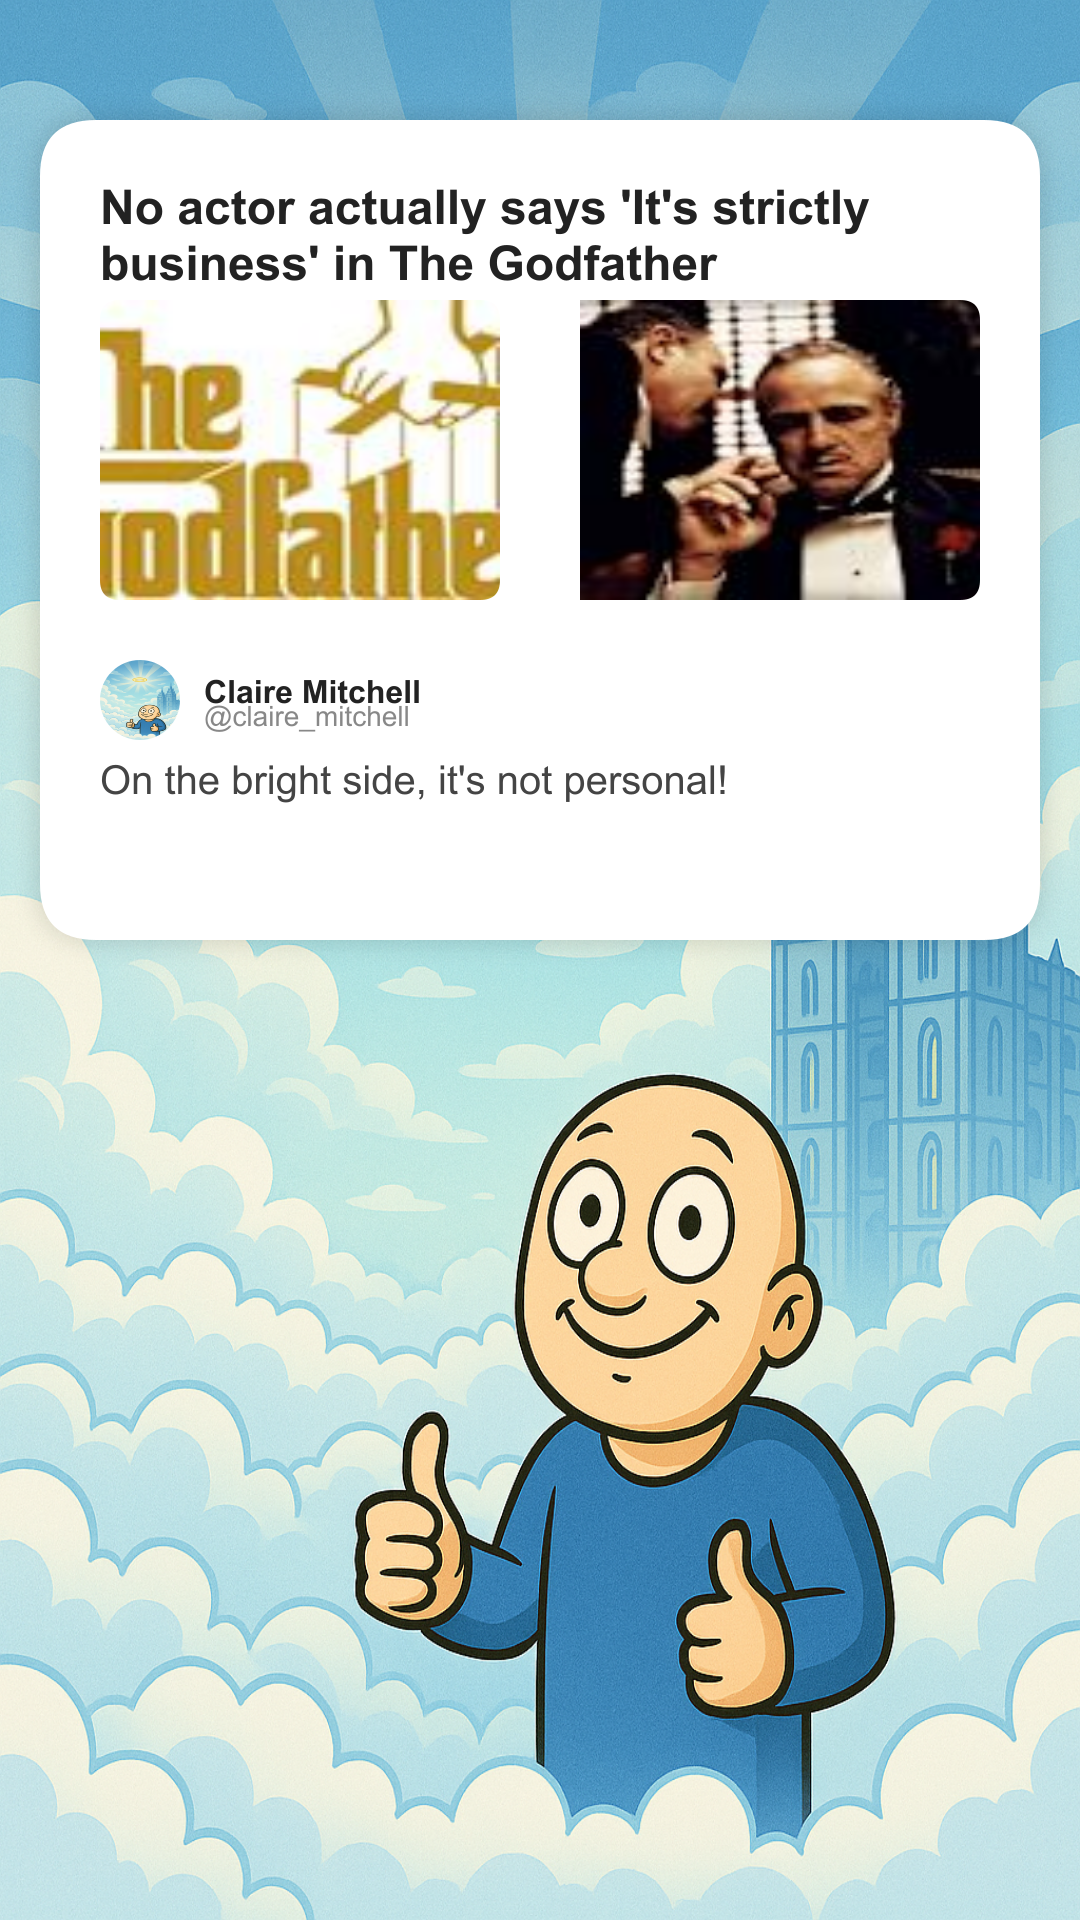 No actor actually says 'It's strictly
business' in The Godfather
he
odfathe
Claire Mitchell
@claire_mitchell
On the bright side, it's not personal!